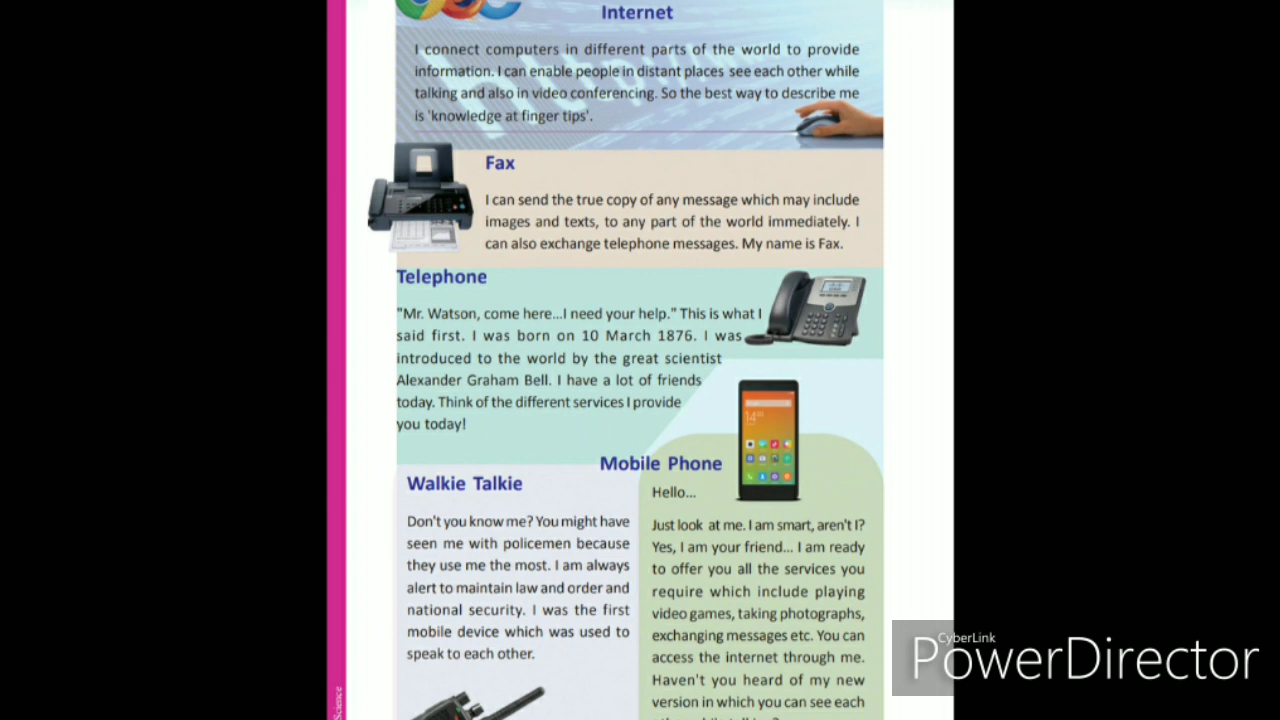 Internet
I connect computers in different parts of the world to provide
information. I can enable people in distant places see each other while
talking and also in video conferencing. So the best way to describe me
is 'knowledge at finger tips'.
Fax
I can send the true copy of any message which may include
images and texts, to any part of the world immediately. I
can also exchange telephone messages. My name is Fax.
Telephone
"Mr. Watson, come here...I need your help." This is what I
said first. I was born on 10 March 1876. I was
introduced to the world by the great scientist
Alexander Graham Bell. I have a lot of friends
today. Think of the different services I provide
you today!
Walkie Talkie
Don't you know me? You might have
seen me with policemen because
they use me the most. I am always
alert to maintain law and order and
national security. I was the first
mobile device which was used to
speak to each other.
Mobile Phone
Hello...
Just look at me. I am smart, aren't I?
Yes, I am your friend... I am ready
to offer you all the services you
require which include playing
video games, taking photographs,
exchanging messages etc. You can
access the internet through me.
Haven't you heard of my new
version in which you can see each
Science
CyberLink
PowerDirector